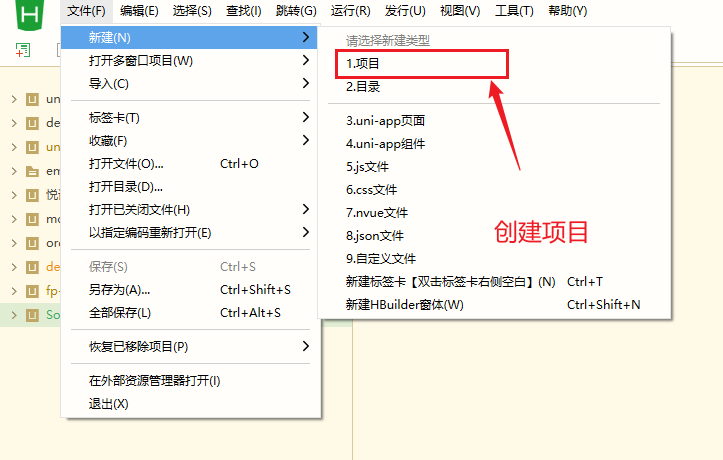 文件(F) 编辑(E) 选择(S) 查找(I) 跳转(G) 运行(R) 发行(U) 视图(V) 工具(T) 帮助(Y)
新建(N)
打开多窗口项目(W)
导入(C)
标签卡(T)
收藏(F)
打开文件(O)... Ctrl+O
打开目录(D)...
打开已关闭文件(H)
以指定编码重新打开(E)
保存(S) Ctrl+S
另存为(A)... Ctrl+Shift+S
全部保存(L) Ctrl+Alt+S
恢复已移除项目(P)
在外部资源管理器打开(I)
退出(X)
请选择新建类型
1.项目
2.目录
3.uni-app页面
4.uni-app组件
5.js文件
6.css文件
7.nvue文件
8.json文件
9.自定义文件
新建标签卡【双击标签卡右侧空白】(N) Ctrl+T
新建HBuilder窗体(W) Ctrl+Shift+N
创建项目
un
de
un
em
mo
de
fp-
So